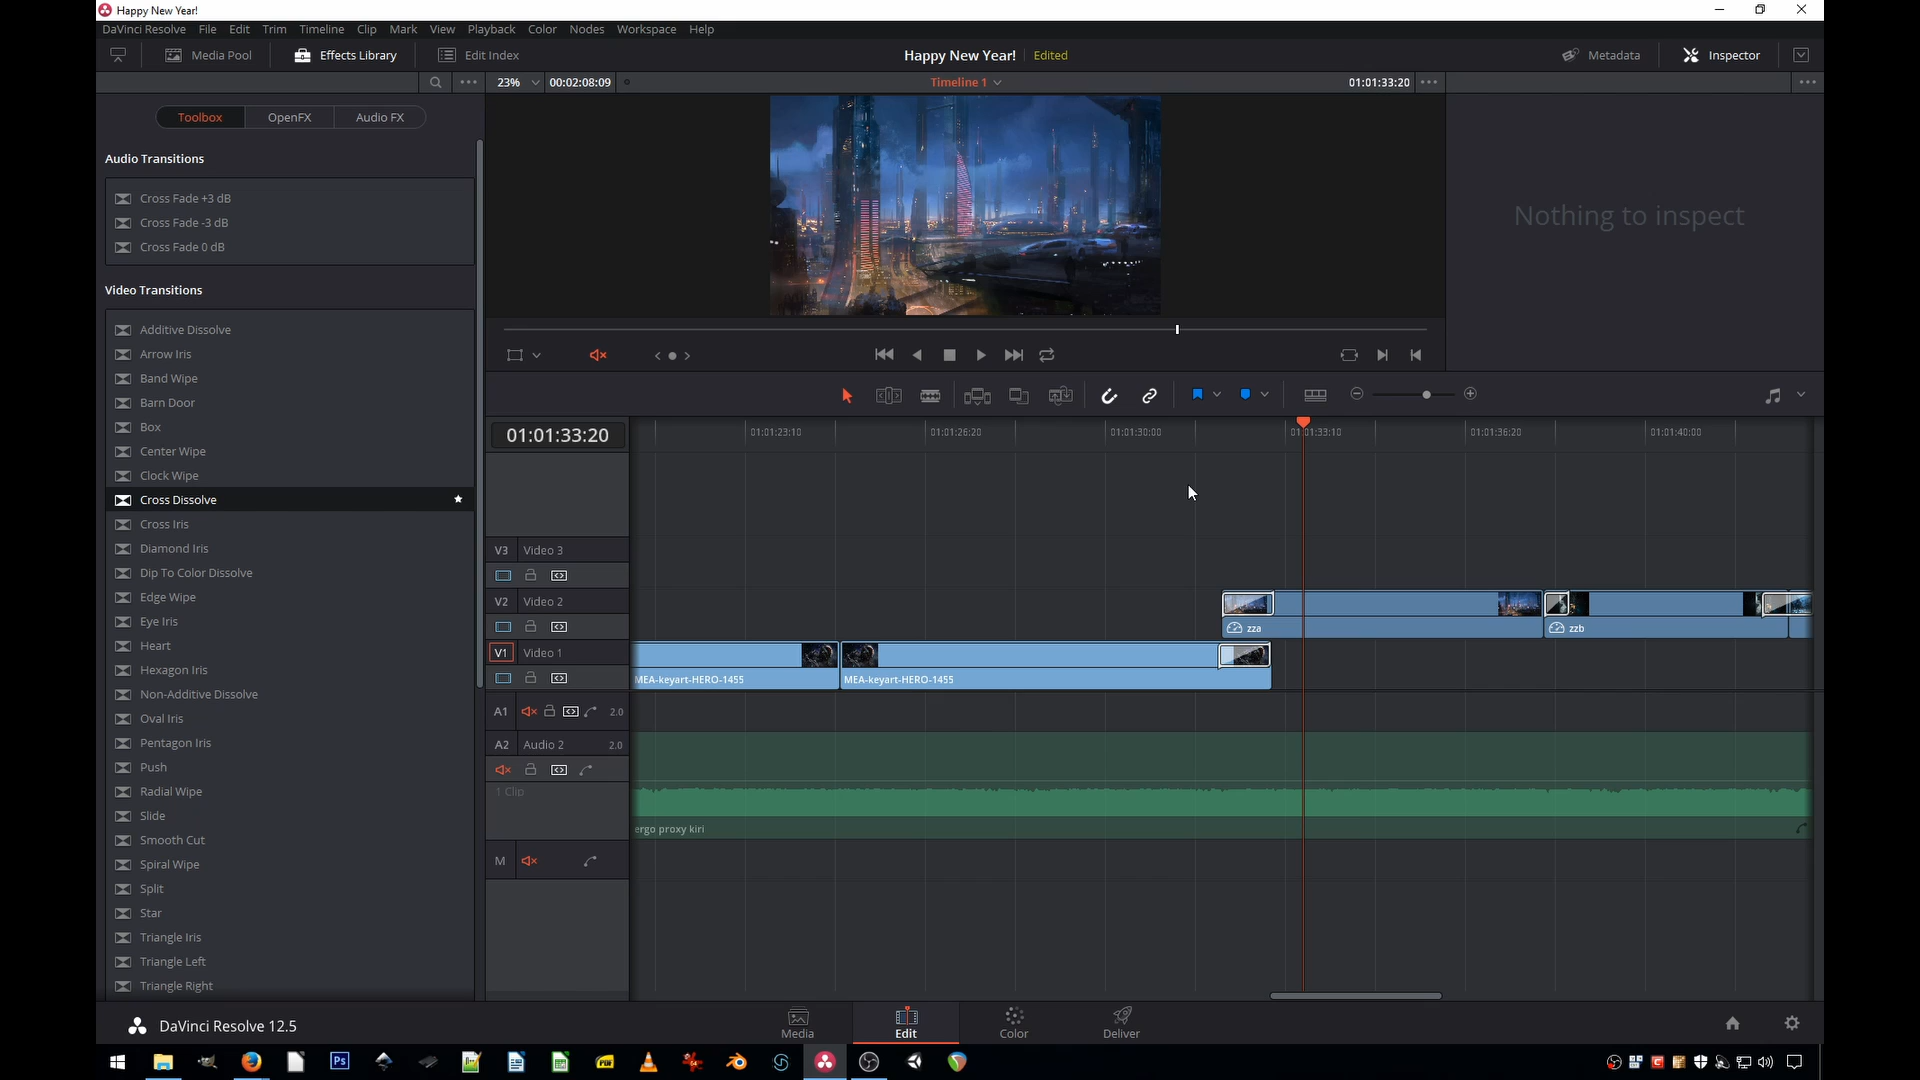 Happy New Year!
DaVinci Resolve File Edit Trim Timeline Clip Mark View Playback Color Nodes Workspace Help
Media Pool Effects Library Edit Index Happy New Year! Edited Metadata Inspector
23% 00:02:08:09 Timeline 1 01:01:33:20
Toolbox OpenFX Audio FX
Audio Transitions
Cross Fade +3 dB
Cross Fade -3 dB
Cross Fade 0 dB
Video Transitions
Additive Dissolve
Arrow Iris
Band Wipe
Barn Door
Box
Center Wipe
Clock Wipe
Cross Dissolve
Cross Iris
Diamond Iris
Dip To Color Dissolve
Edge Wipe
Eye Iris
Heart
Hexagon Iris
Non-Additive Dissolve
Oval Iris
Pentagon Iris
Push
Radial Wipe
Slide
Smooth Cut
Spiral Wipe
Split
Star
Triangle Iris
Triangle Left
Triangle Right
Nothing to inspect
01:01:33:20
01:01:23:10 01:01:26:20 01:01:30:00 01:01:33:10 01:01:36:20 01:01:40:00
V3 Video 3
V2 Video 2
zza zzb
V1 Video 1
MEA-keyart-HERO-1455 MEA-keyart-HERO-1455
A1 2.0
A2 Audio 2 2.0
1 Clip
ergo proxy kiri
M
DaVinci Resolve 12.5
Media Edit Color Deliver
Ps